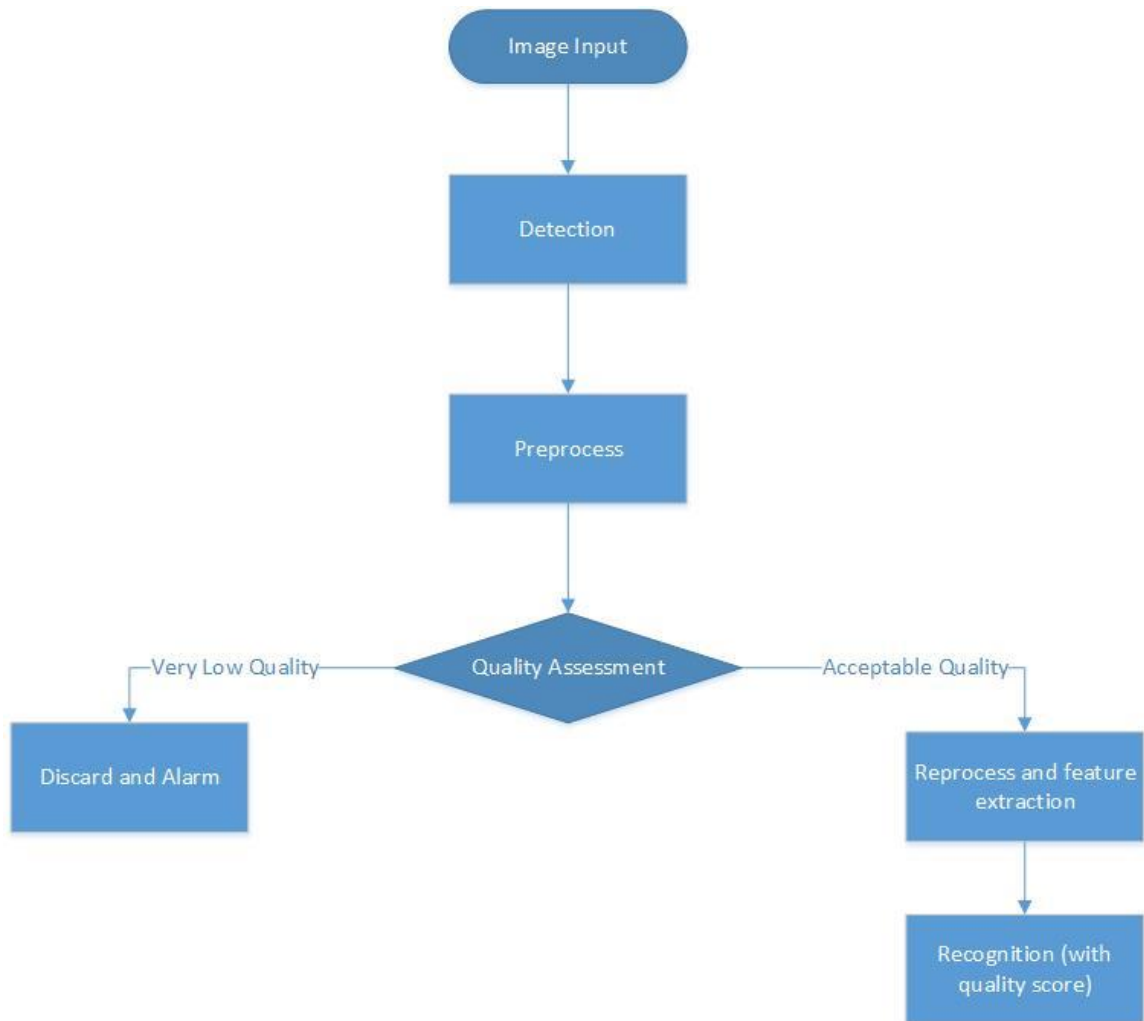 Image Input
Detection
Preprocess
Quality Assessment
Very Low Quality
Acceptable Quality
Discard and Alarm
Reprocess and feature
extraction
Recognition (with
quality score)